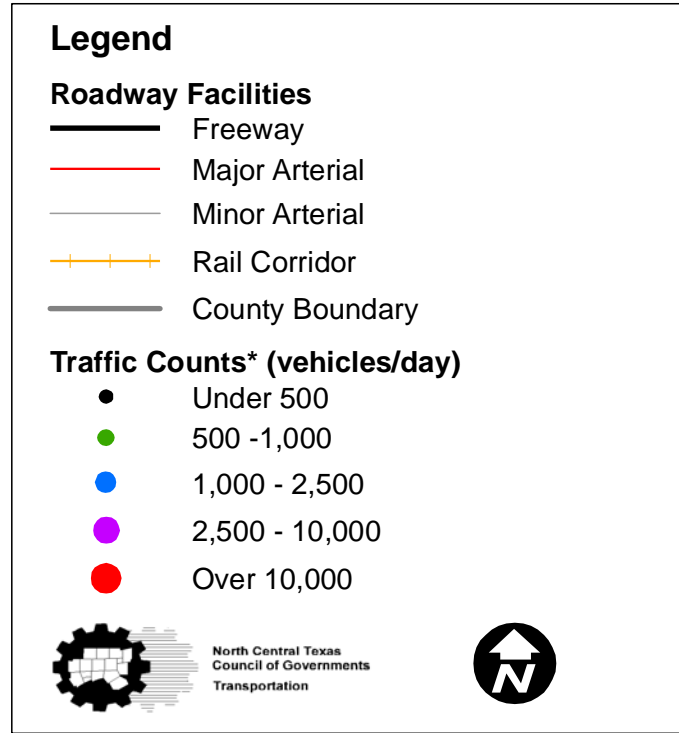 Legend
Roadway Facilities
Freeway
Major Arterial
Minor Arterial
Rail Corridor
County Boundary
Traffic Counts* (vehicles/day)
Under 500
500 -1,000
1,000 - 2,500
2,500 - 10,000
Over 10,000
North Central Texas
Council of Governments
Transportation
N